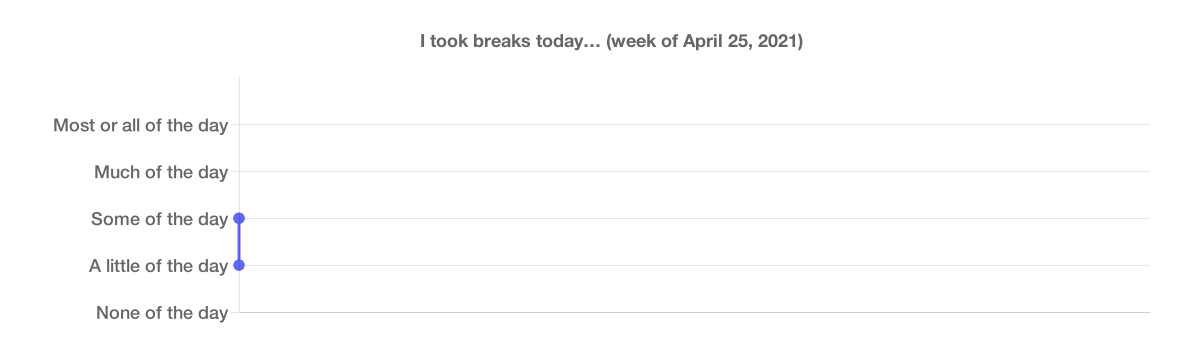 I took breaks today… (week of April 25, 2021)
Most or all of the day
Much of the day
Some of the day
A little of the day
None of the day